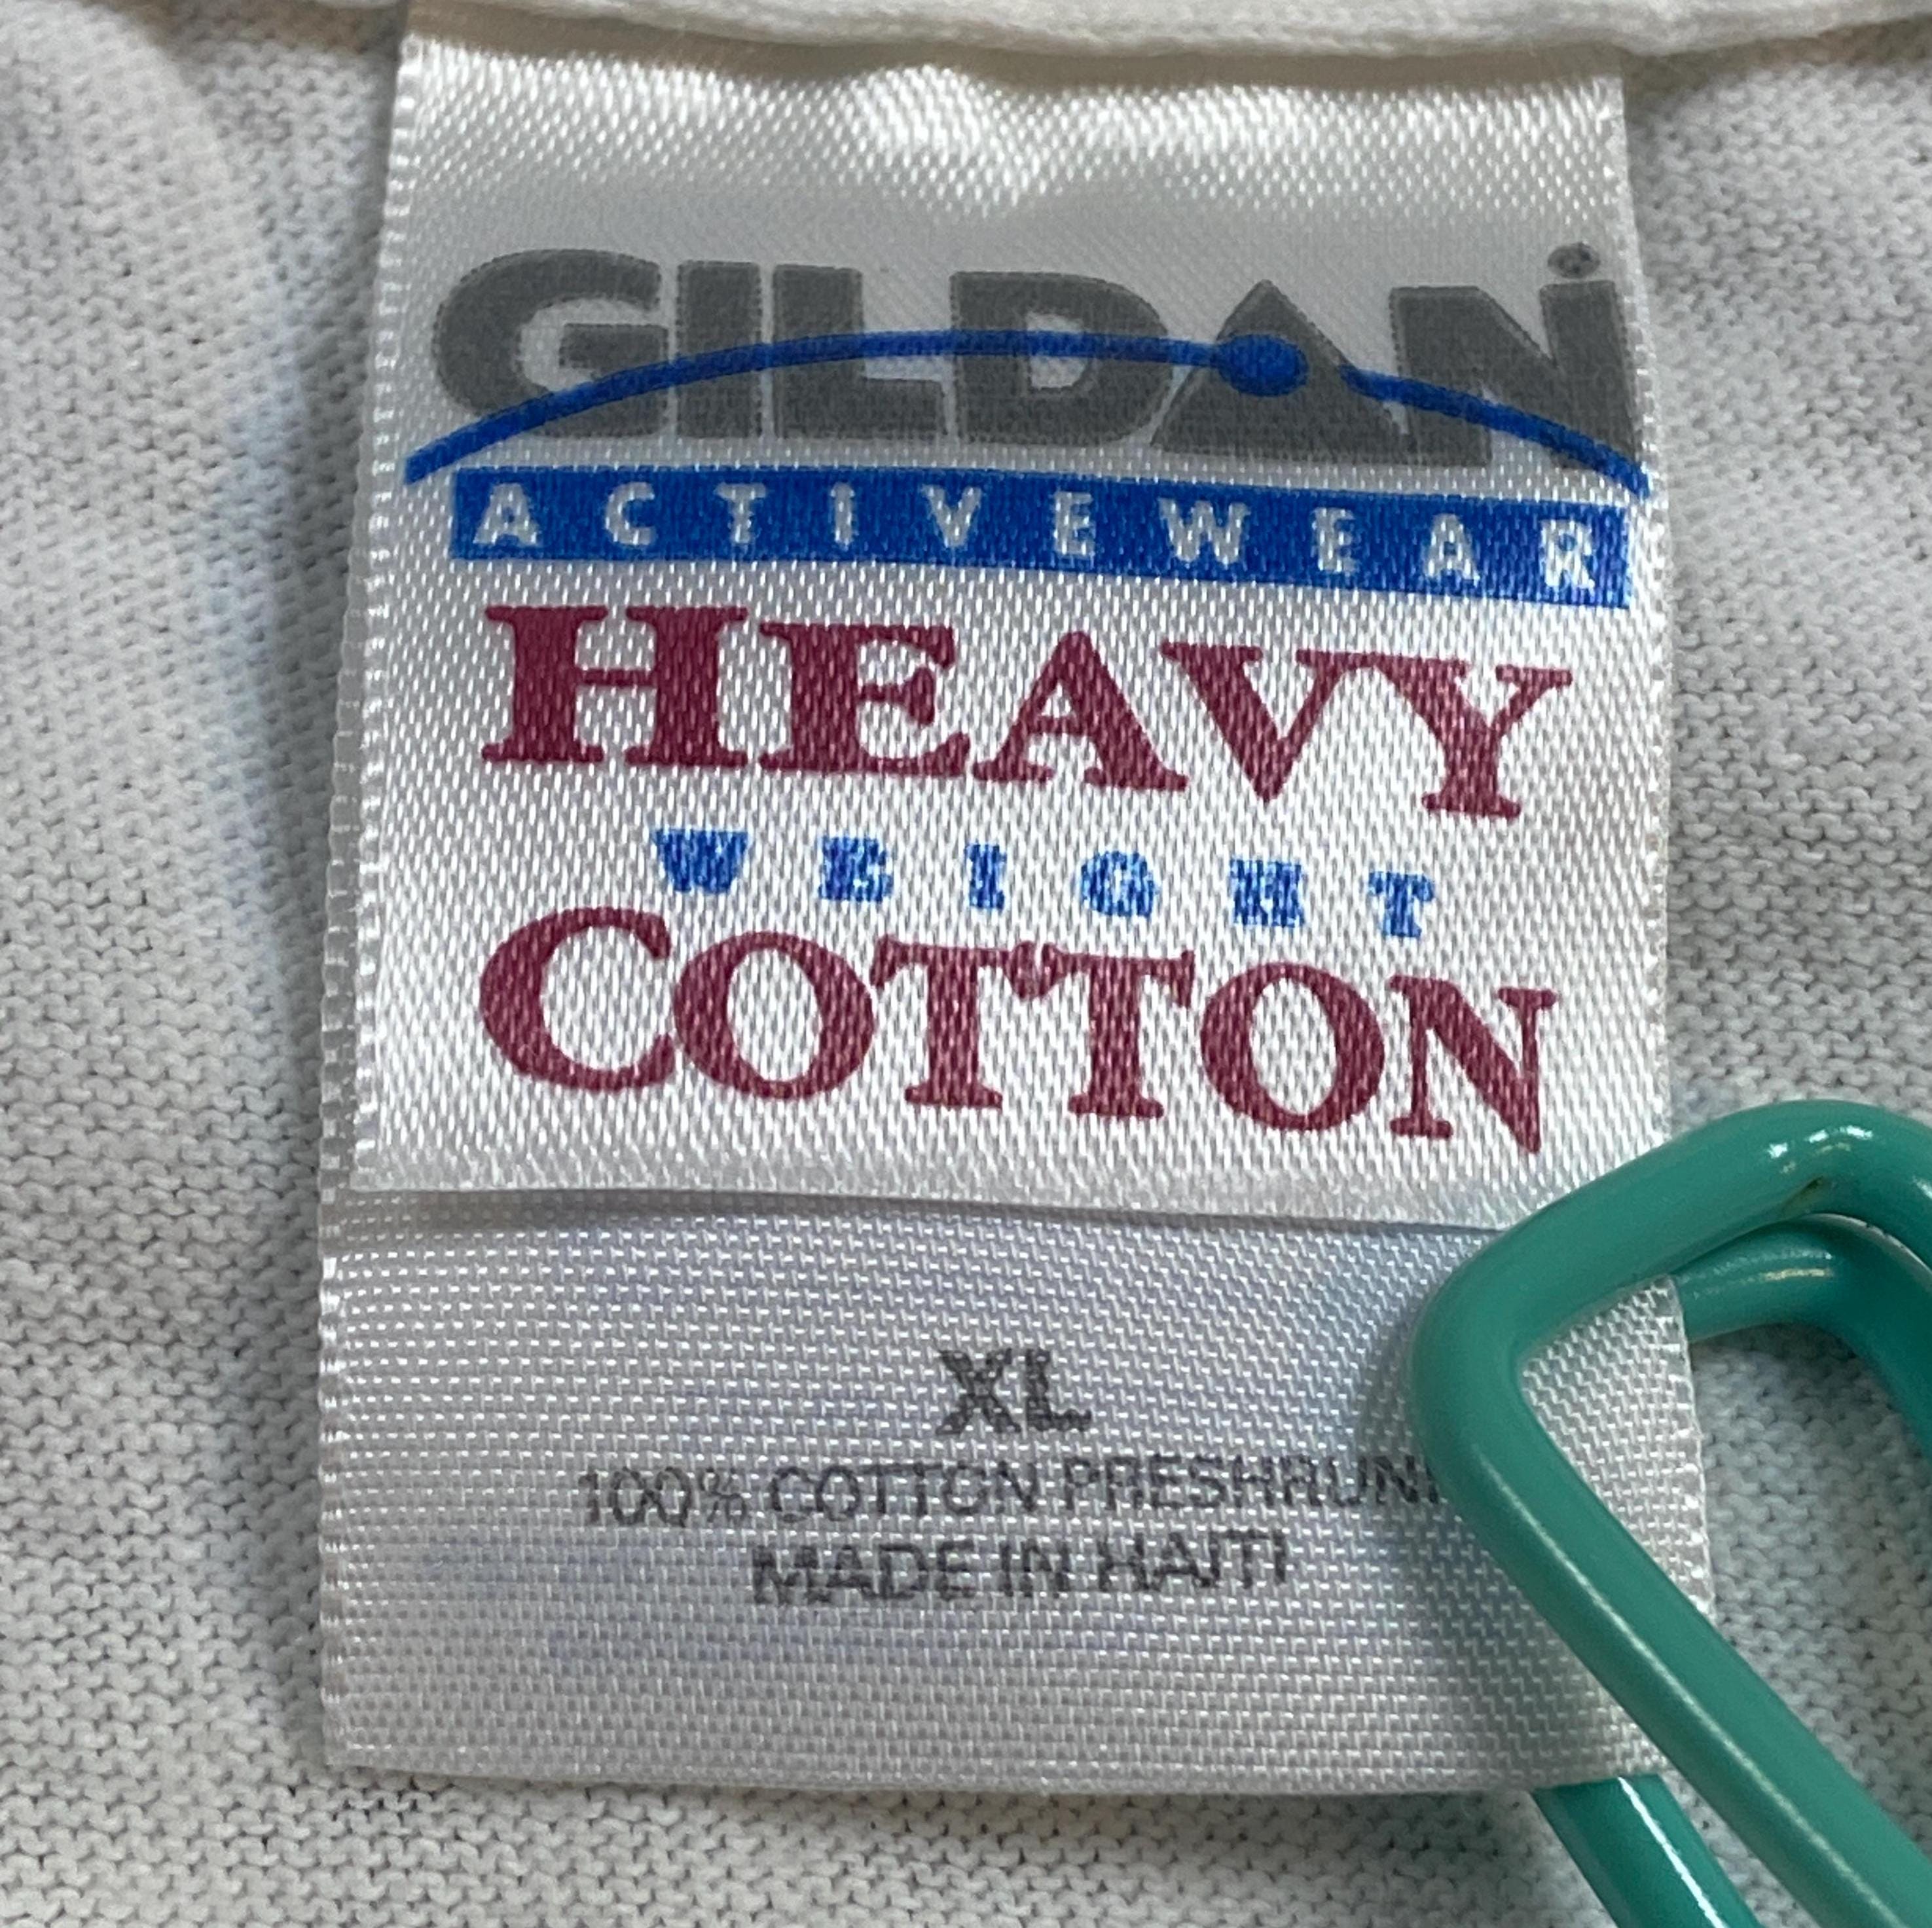 GILDAN
ACTIVEWEAR
HEAVY
WEIGHT
COTTON
XL
100% COTTON PRESHRUNK
MADE IN HAITI